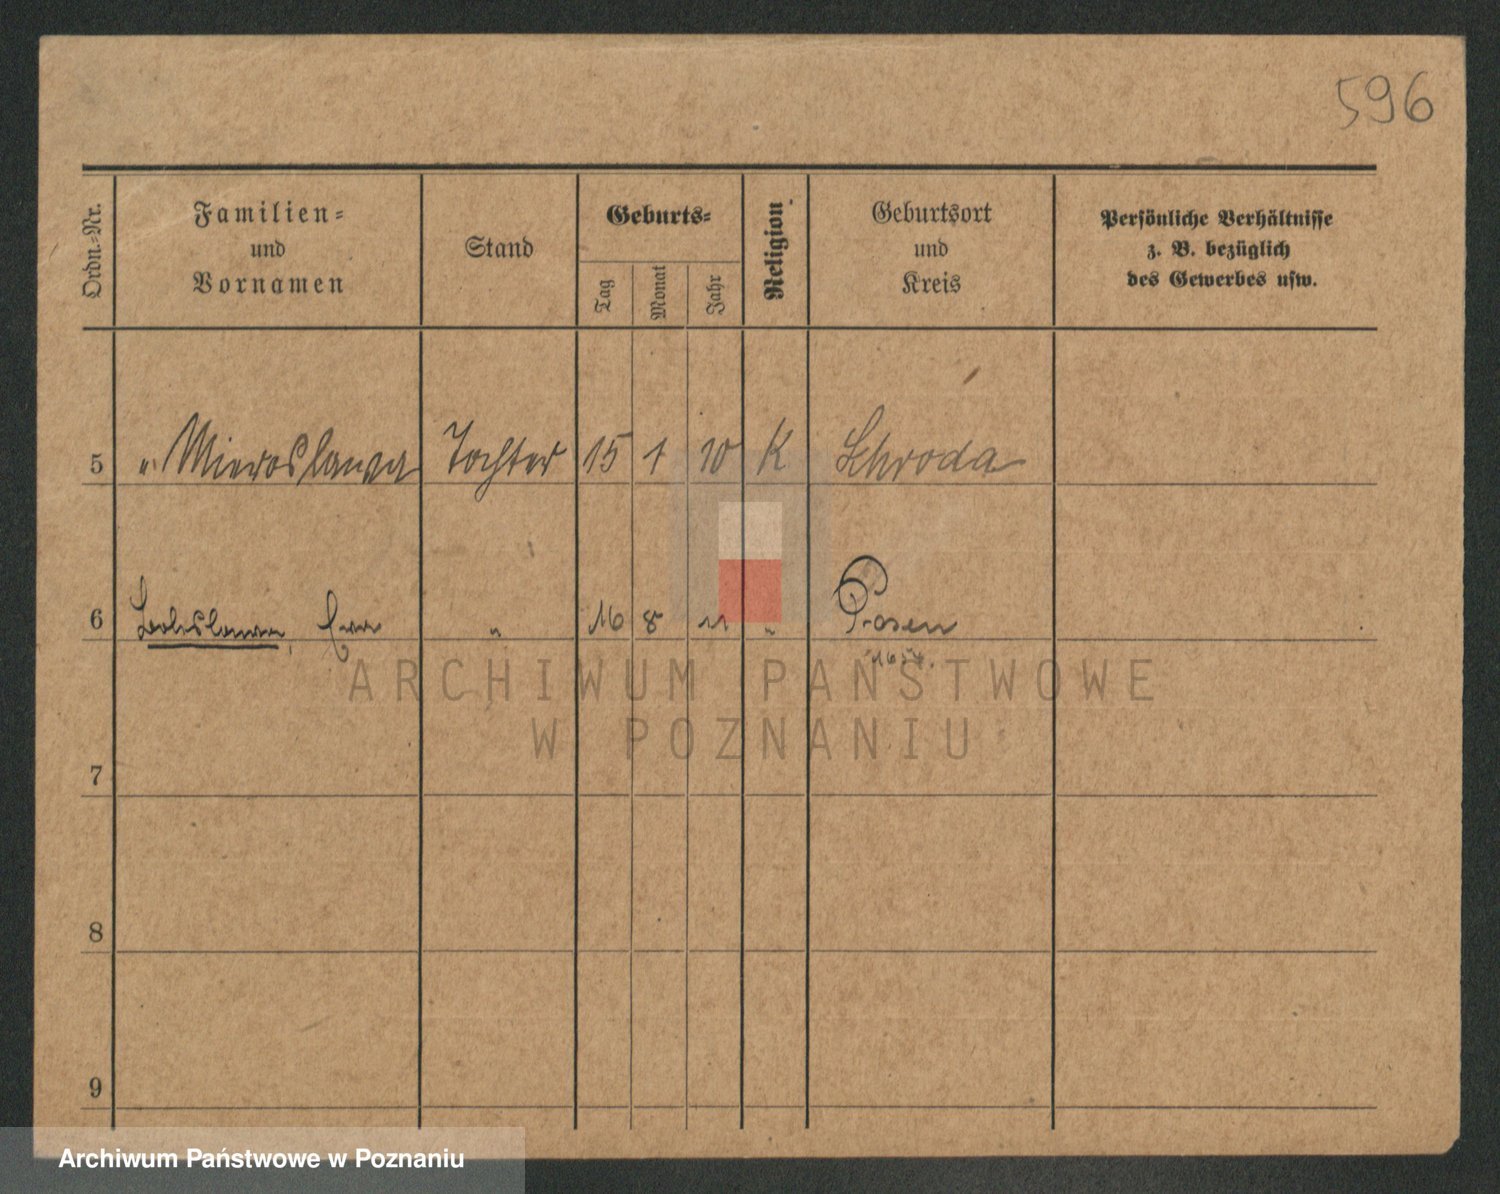 596
Ordn.=Nr.
Familien=
und
Vornamen
Stand
Geburts=
Tag
Monat
Jahr
Religion
Geburtsort
und
Kreis
Persönliche Verhältnisse
z. B. bezüglich
des Gewerbes usw.
5 " Mieroslawa Tochter 15 1 10 K Schroda
6 " 16 8 11 " Posen
ARCHIWUM PAŃSTWOWE
W POZNANIU
7
8
9
Archiwum Państwowe w Poznaniu